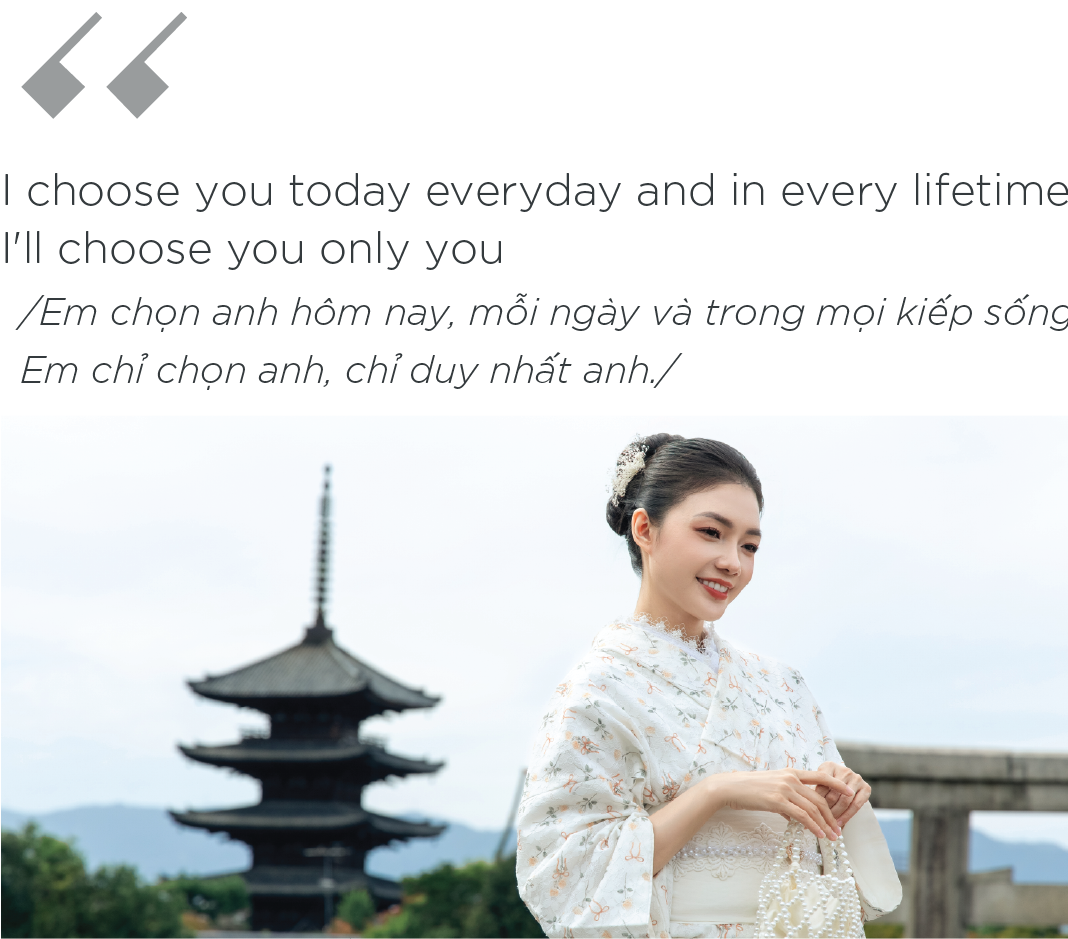 I choose you today everyday and in every lifetime
I'll choose you only you
/Em chọn anh hôm nay, mỗi ngày và trong mọi kiếp sống
Em chỉ chọn anh, chỉ duy nhất anh./